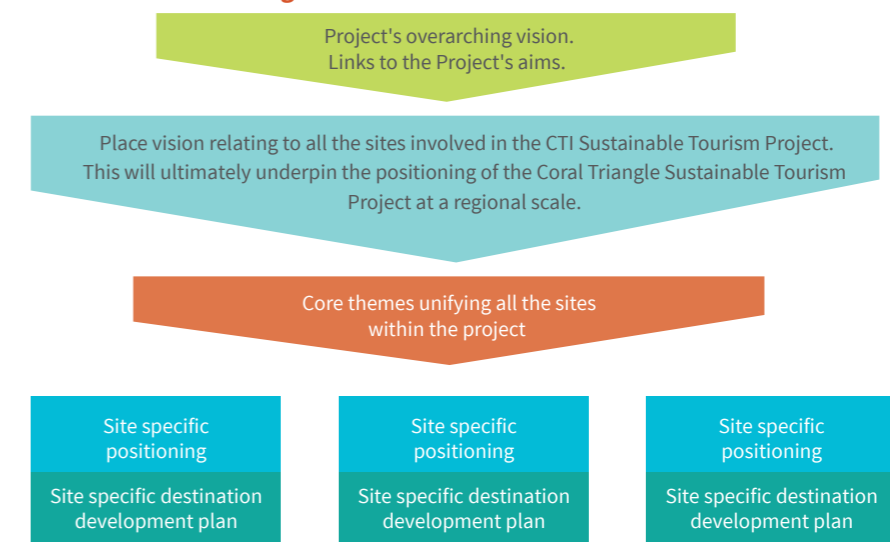 Project's overarching vision.
Links to the Project's aims.
Place vision relating to all the sites involved in the CTI Sustainable Tourism Project.
This will ultimately underpin the positioning of the Coral Triangle Sustainable Tourism
Project at a regional scale.
Core themes unifying all the sites
within the project
Site specific
positioning
Site specific destination
development plan
Site specific
positioning
Site specific destination
development plan
Site specific
positioning
Site specific destination
development plan